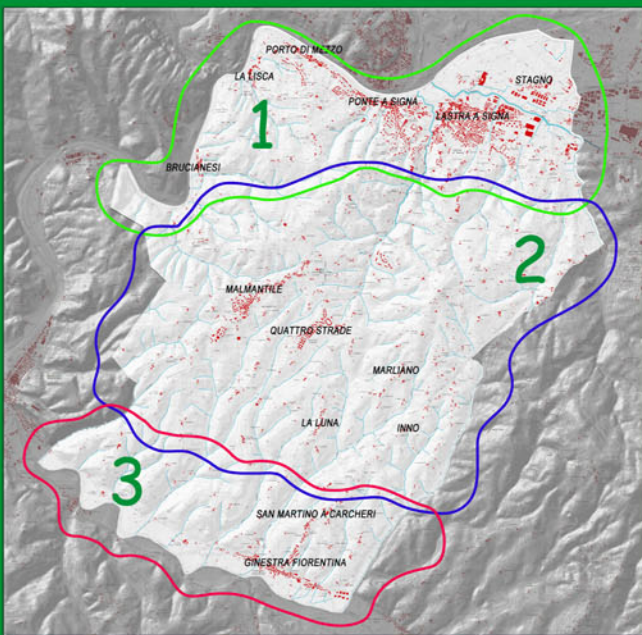 PORTO DI MEZZO
LA LISCA
STAGNO
PONTE A SIGNA
LASTRA A SIGNA
1
BRUCIANESI
2
MALMANTILE
QUATTRO STRADE
MARLIANO
LA LUNA
INNO
3
SAN MARTINO A CARCHERI
GINESTRA FIORENTINA